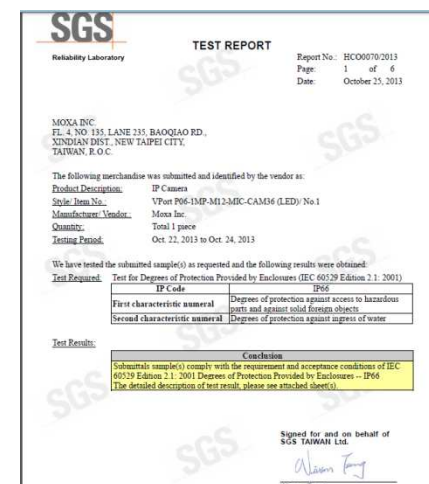 SGS
Reliability Laboratory
TEST REPORT
Report No.: HCO0070/2013
Page: 1 of 6
Date: October 25, 2013
MOXA INC.
FL. 4, NO. 135, LANE 235, BAOQIAO RD.,
XINDIAN DIST., NEW TAIPEI CITY,
TAIWAN, R.O.C.
The following merchandise was submitted and identified by the vendor as:
Product Description: IP Camera
Style/ Item No.: VPort P06-1MP-M12-MIC-CAM36 (LED)/ No.1
Manufacturer/ Vendor: Moxa Inc.
Quantity: Total 1 piece
Testing Period: Oct. 22, 2013 to Oct. 24, 2013
We have tested the submitted sample(s) as requested and the following results were obtained:
Test Required: Test for Degrees of Protection Provided by Enclosures (IEC 60529 Edition 2.1: 2001)
IP Code IP66
First characteristic numeral Degrees of protection against access to hazardous
parts and against solid foreign objects
Second characteristic numeral Degrees of protection against ingress of water
Test Results:
Conclusion
Submittals sample(s) comply with the requirement and acceptance conditions of IEC
60529 Edition 2.1: 2001 Degrees of Protection Provided by Enclosures -- IP66
The detailed description of test result, please see attached sheet(s).
Signed for and on behalf of
SGS TAIWAN Ltd.